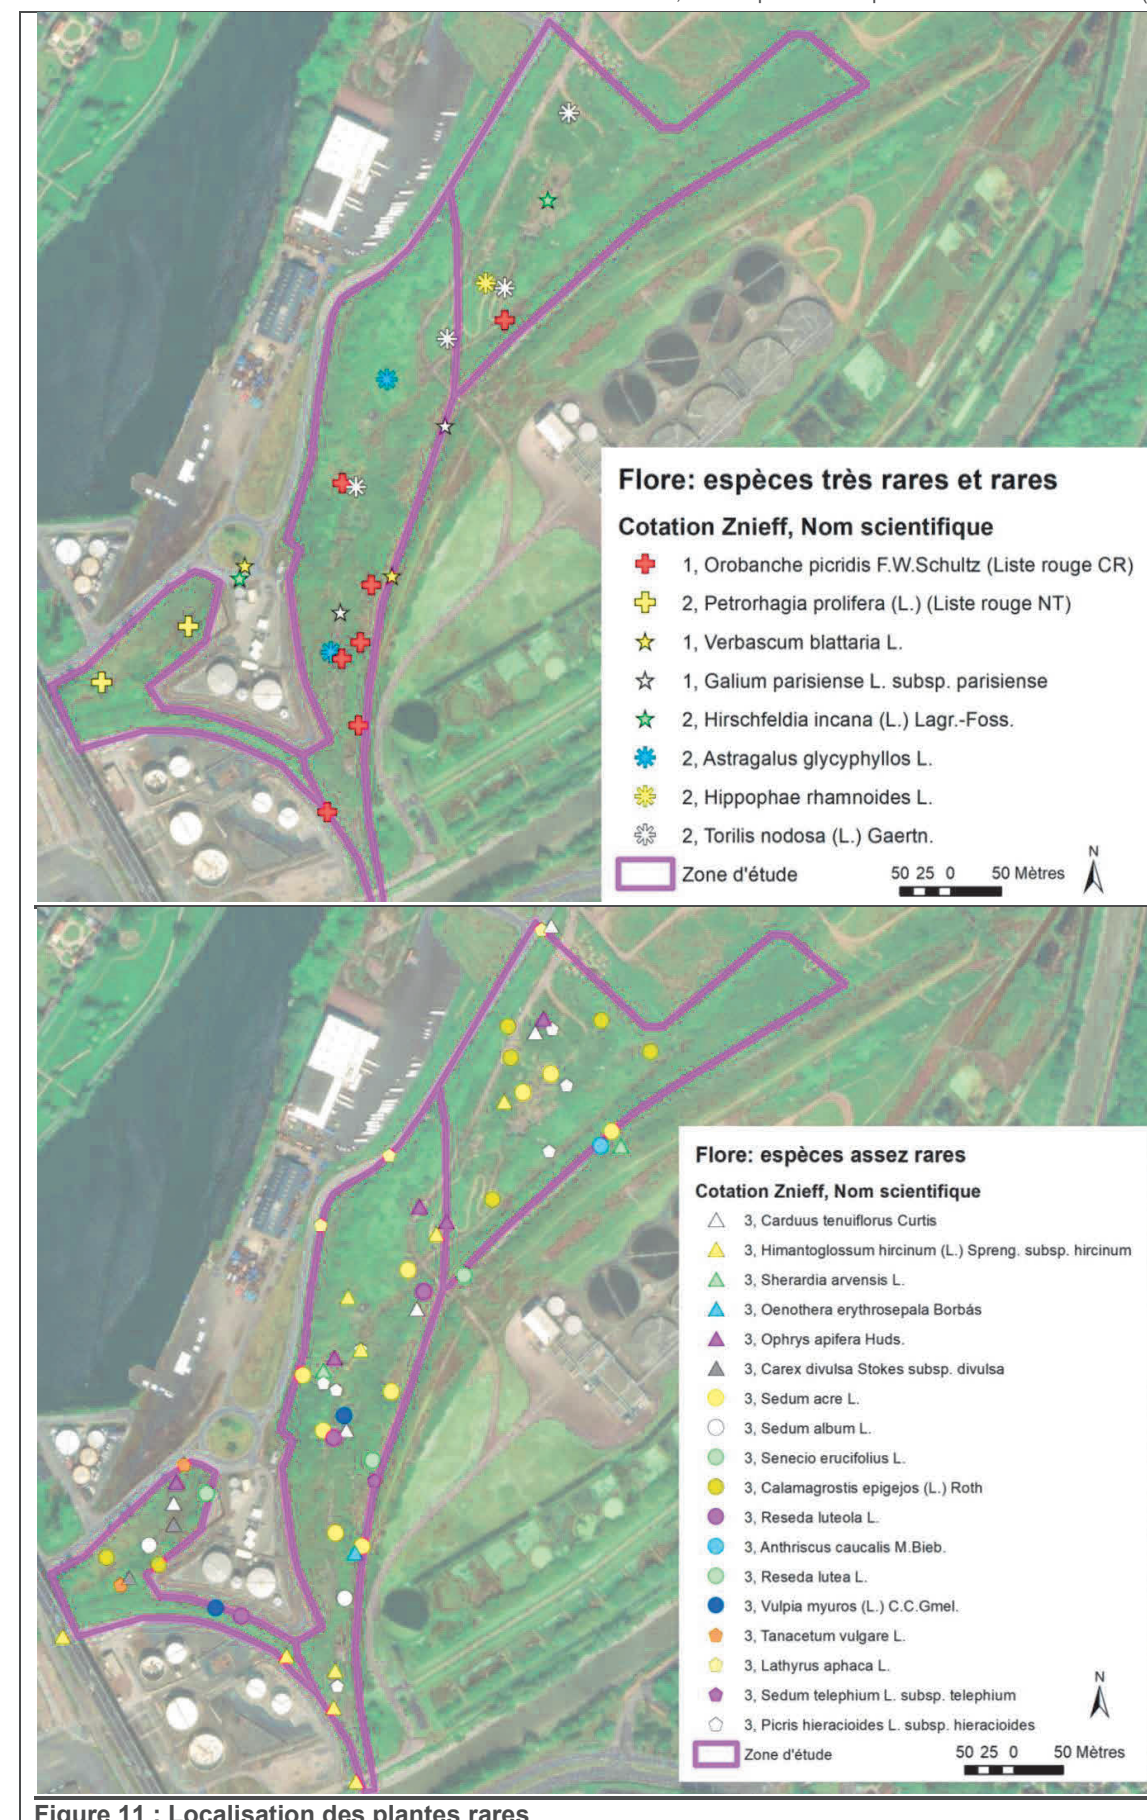 Flore: espèces très rares et rares
Cotation Znieff, Nom scientifique
1, Orobanche picridis F.W.Schultz (Liste rouge CR)
2, Petrorhagia prolifera (L.) (Liste rouge NT)
1, Verbascum blattaria L.
1, Galium parisiense L. subsp. parisiense
2, Hirschfeldia incana (L.) Lagr.-Foss.
2, Astragalus glycyphyllos L.
2, Hippophae rhamnoides L.
2, Torilis nodosa (L.) Gaertn.
N
Zone d'étude
50 25 0 50 Mètres
Flore: espèces assez rares
Cotation Znieff, Nom scientifique
3, Carduus tenuiflorus Curtis
3, Himantoglossum hircinum (L.) Spreng. subsp. hircinum
3, Sherardia arvensis L.
3, Oenothera erythrosepala Borbás
3, Ophrys apifera Huds.
3, Carex divulsa Stokes subsp. divulsa
3, Sedum acre L.
3, Sedum album L.
3, Senecio erucifolius L.
3, Calamagrostis epigejos (L.) Roth
3, Reseda luteola L.
3, Anthriscus caucalis M.Bieb.
3, Reseda lutea L.
3, Vulpia myuros (L.) C.C.Gmel.
3, Tanacetum vulgare L.
3, Lathyrus aphaca L.
3, Sedum telephium L. subsp. telephium
3, Picris hieracioides L. subsp. hieracioides
N
Zone d'étude
50 25 0 50 Mètres
Figure 11 : Localisation des plantes rares